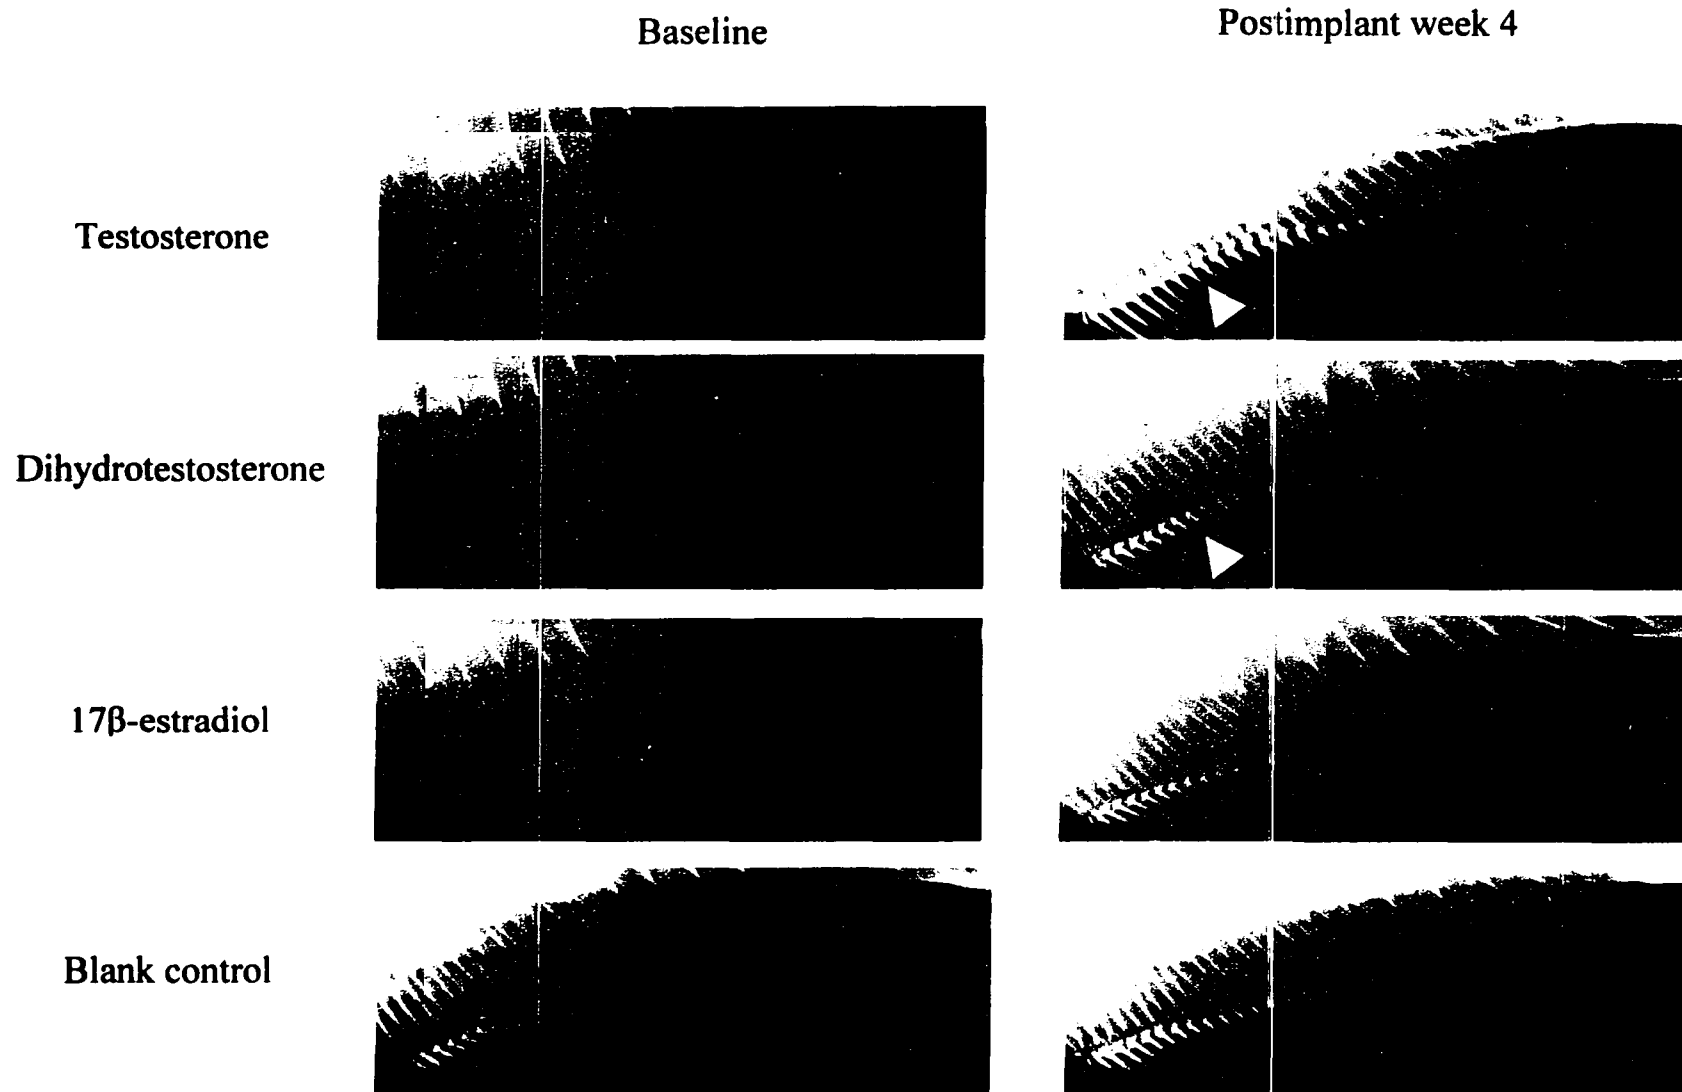 Baseline
Postimplant week 4
Testosterone
Dihydrotestosterone
17β-estradiol
Blank control